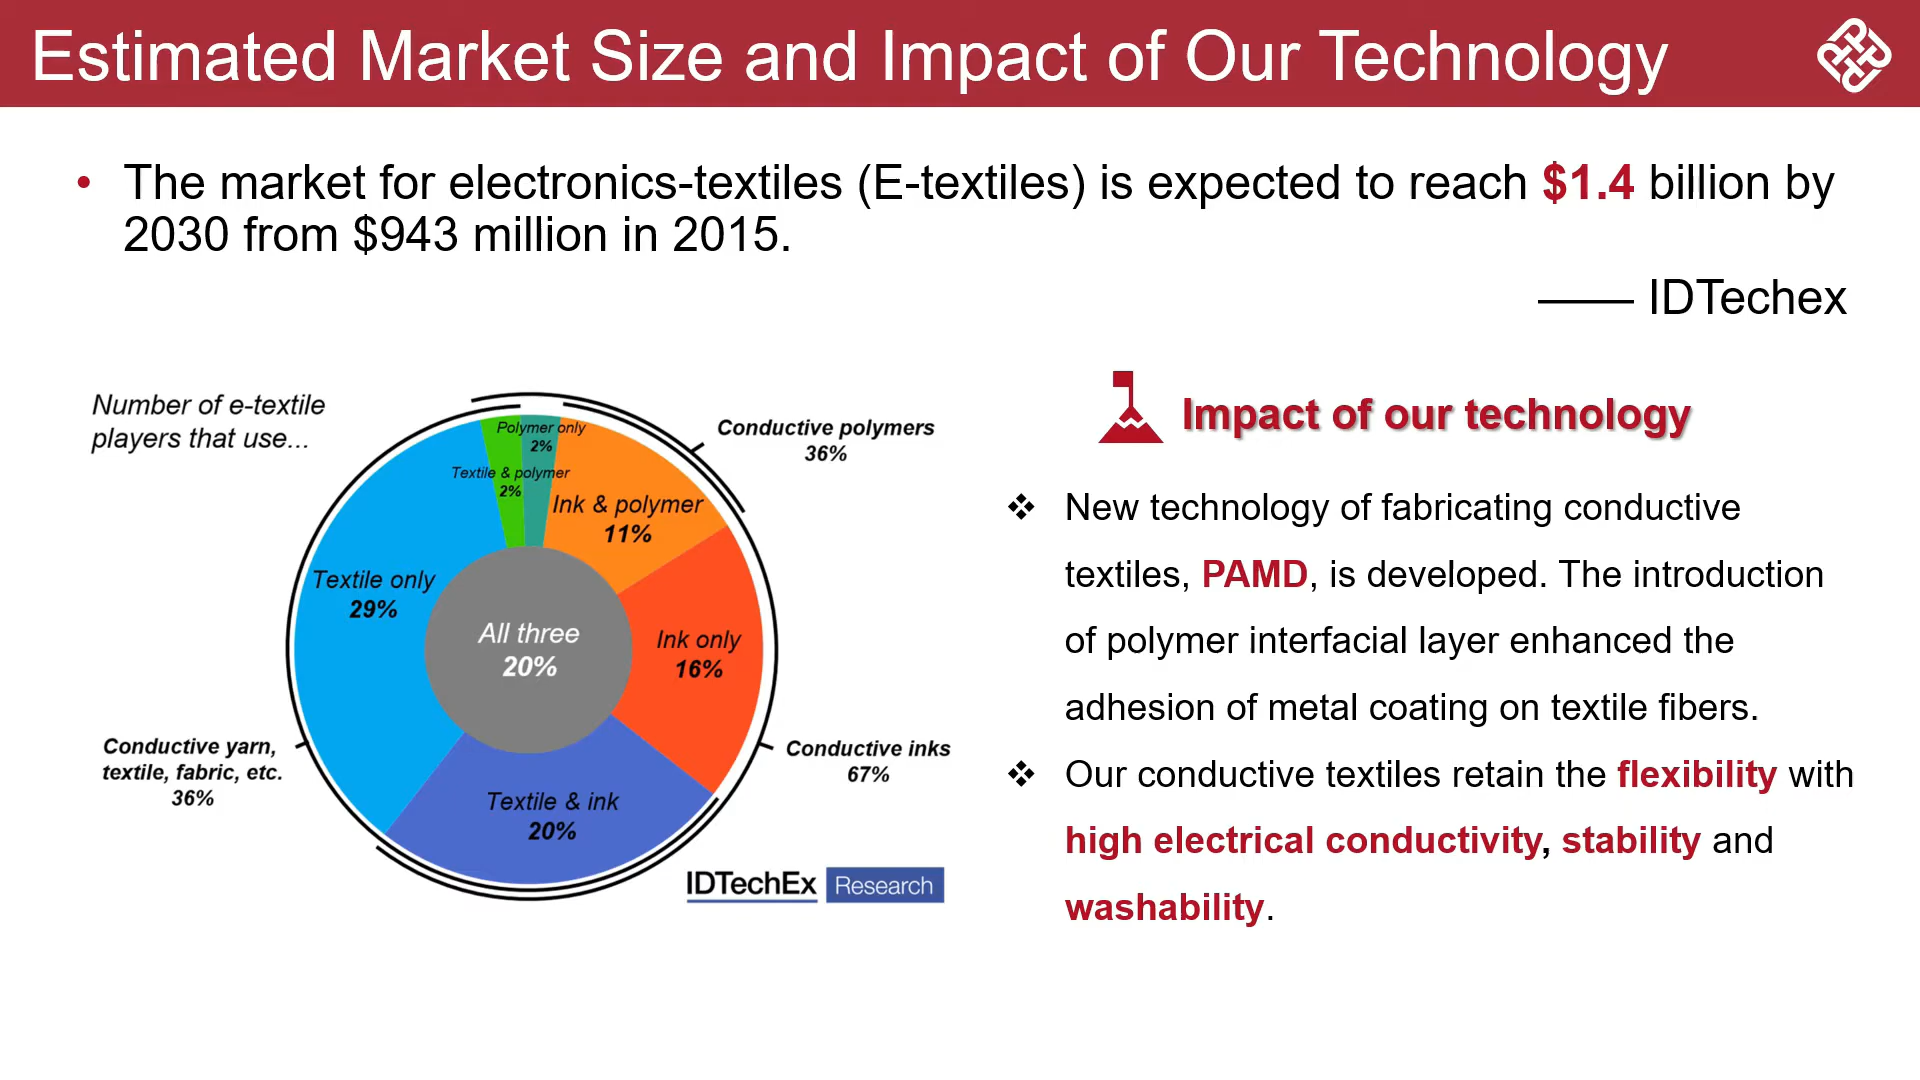 Estimated Market Size and Impact of Our Technology
• The market for electronics-textiles (E-textiles) is expected to reach $1.4 billion by
2030 from $943 million in 2015.
—— IDTechex
Number of e-textile
players that use...
Polymer only
2%
Textile & polymer
2%
Ink & polymer
11%
Conductive polymers
36%
Textile only
29%
All three
20%
Ink only
16%
Conductive yarn,
textile, fabric, etc.
36%
Conductive inks
67%
Textile & ink
20%
IDTechEx Research
Impact of our technology
❖ New technology of fabricating conductive
textiles, PAMD, is developed. The introduction
of polymer interfacial layer enhanced the
adhesion of metal coating on textile fibers.
❖ Our conductive textiles retain the flexibility with
high electrical conductivity, stability and
washability.